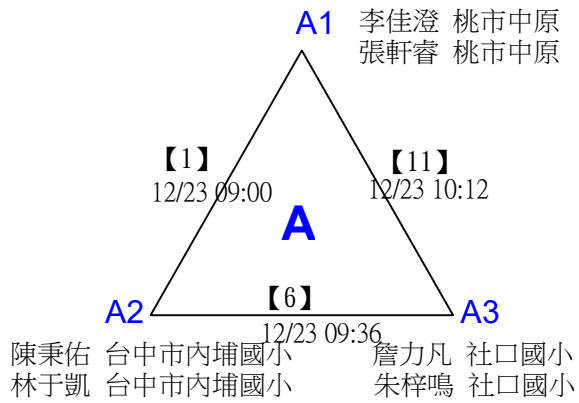 A1 李佳澄 桃市中原
張軒睿 桃市中原
【1】
12/23 09:00
【11】
12/23 10:12
A
【6】
12/23 09:36
A2
A3
陳秉佑 台中市內埔國小
林于凱 台中市內埔國小
詹力凡 社口國小
朱梓鳴 社口國小